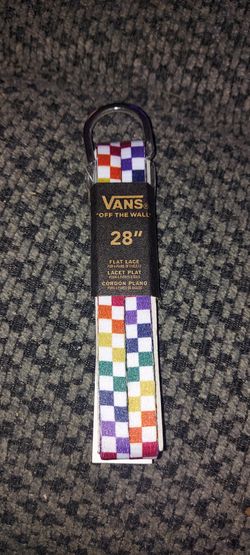 VANS®
"OFF THE WALL"
28"
FLAT LACE
LACET PLAT
CORDON PLANO